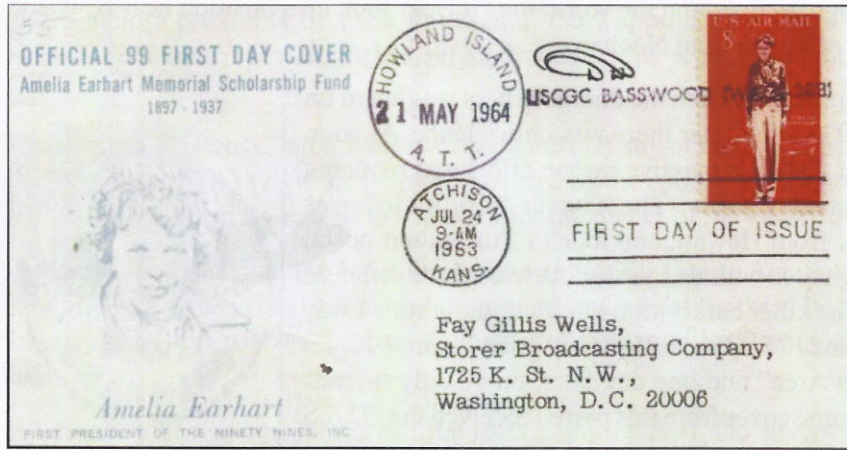 55
OFFICIAL 99 FIRST DAY COVER
Amelia Earhart Memorial Scholarship Fund
1897 - 1937
HOWLAND ISLAND
21 MAY 1964
A. T. T.
USCGC BASSWOOD
U.S. AIR MAIL
8c
ATCHISON
JUL 24
9-AM
1963
KANS.
FIRST DAY OF ISSUE
Fay Gillis Wells,
Storer Broadcasting Company,
1725 K. St. N. W.,
Washington, D. C. 20006
Amelia Earhart
FIRST PRESIDENT OF THE NINETY NINES, INC